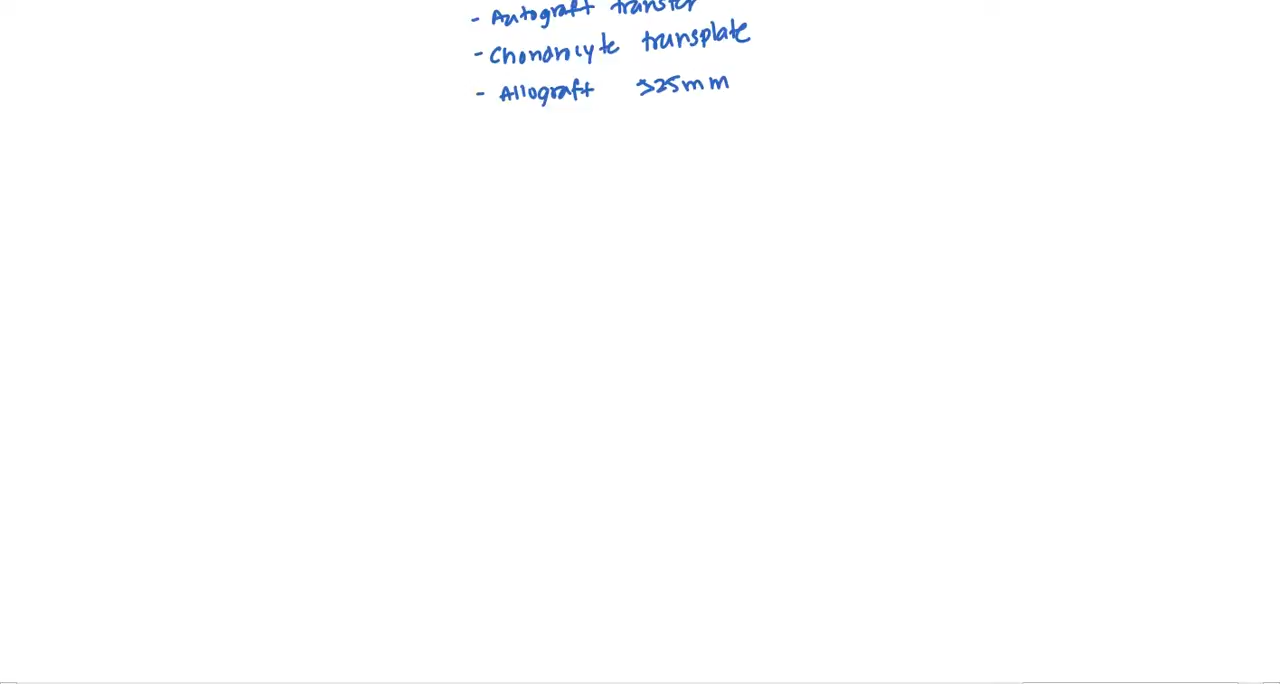 - Autograft transfer
- Chondrocyte transplate
- Allograft >25mm